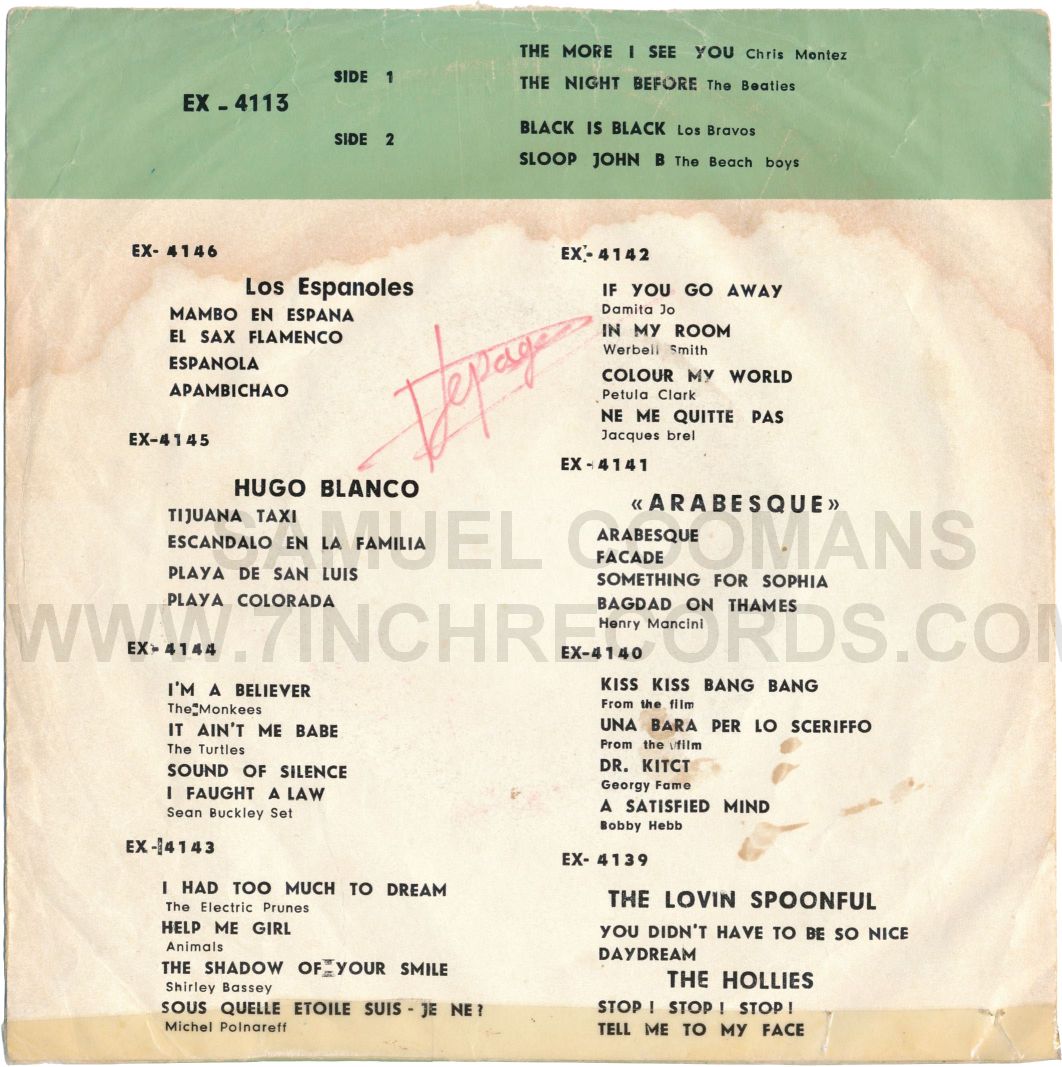 EX - 4113
SIDE 1
THE MORE I SEE YOU Chris Montez
THE NIGHT BEFORE The Beatles
SIDE 2
BLACK IS BLACK Los Bravos
SLOOP JOHN B The Beach boys
EX- 4146
Los Espanoles
MAMBO EN ESPANA
EL SAX FLAMENCO
ESPANOLA
APAMBICHAO
EX-4145
HUGO BLANCO
TIJUANA TAXI
ESCANDALO EN LA FAMILIA
PLAYA DE SAN LUIS
PLAYA COLORADA
EX- 4144
I'M A BELIEVER
The Monkees
IT AIN'T ME BABE
The Turtles
SOUND OF SILENCE
I FAUGHT A LAW
Sean Buckley Set
EX-4143
I HAD TOO MUCH TO DREAM
The Electric Prunes
HELP ME GIRL
Animals
THE SHADOW OF YOUR SMILE
Shirley Bassey
SOUS QUELLE ETOILE SUIS - JE NE?
Michel Polnareff
EX- 4142
IF YOU GO AWAY
Damita Jo
IN MY ROOM
Werbell Smith
COLOUR MY WORLD
Petula Clark
NE ME QUITTE PAS
Jacques brel
EX-4141
«ARABESQUE»
ARABESQUE
FACADE
SOMETHING FOR SOPHIA
BAGDAD ON THAMES
Henry Mancini
EX-4140
KISS KISS BANG BANG
From the film
UNA BARA PER LO SCERIFFO
From the film
DR. KITCT
Georgy Fame
A SATISFIED MIND
Bobby Hebb
EX- 4139
THE LOVIN SPOONFUL
YOU DIDN'T HAVE TO BE SO NICE
DAYDREAM
THE HOLLIES
STOP! STOP! STOP!
TELL ME TO MY FACE
SAMUEL COOMANS
WWW.7INCHRECORDS.COM